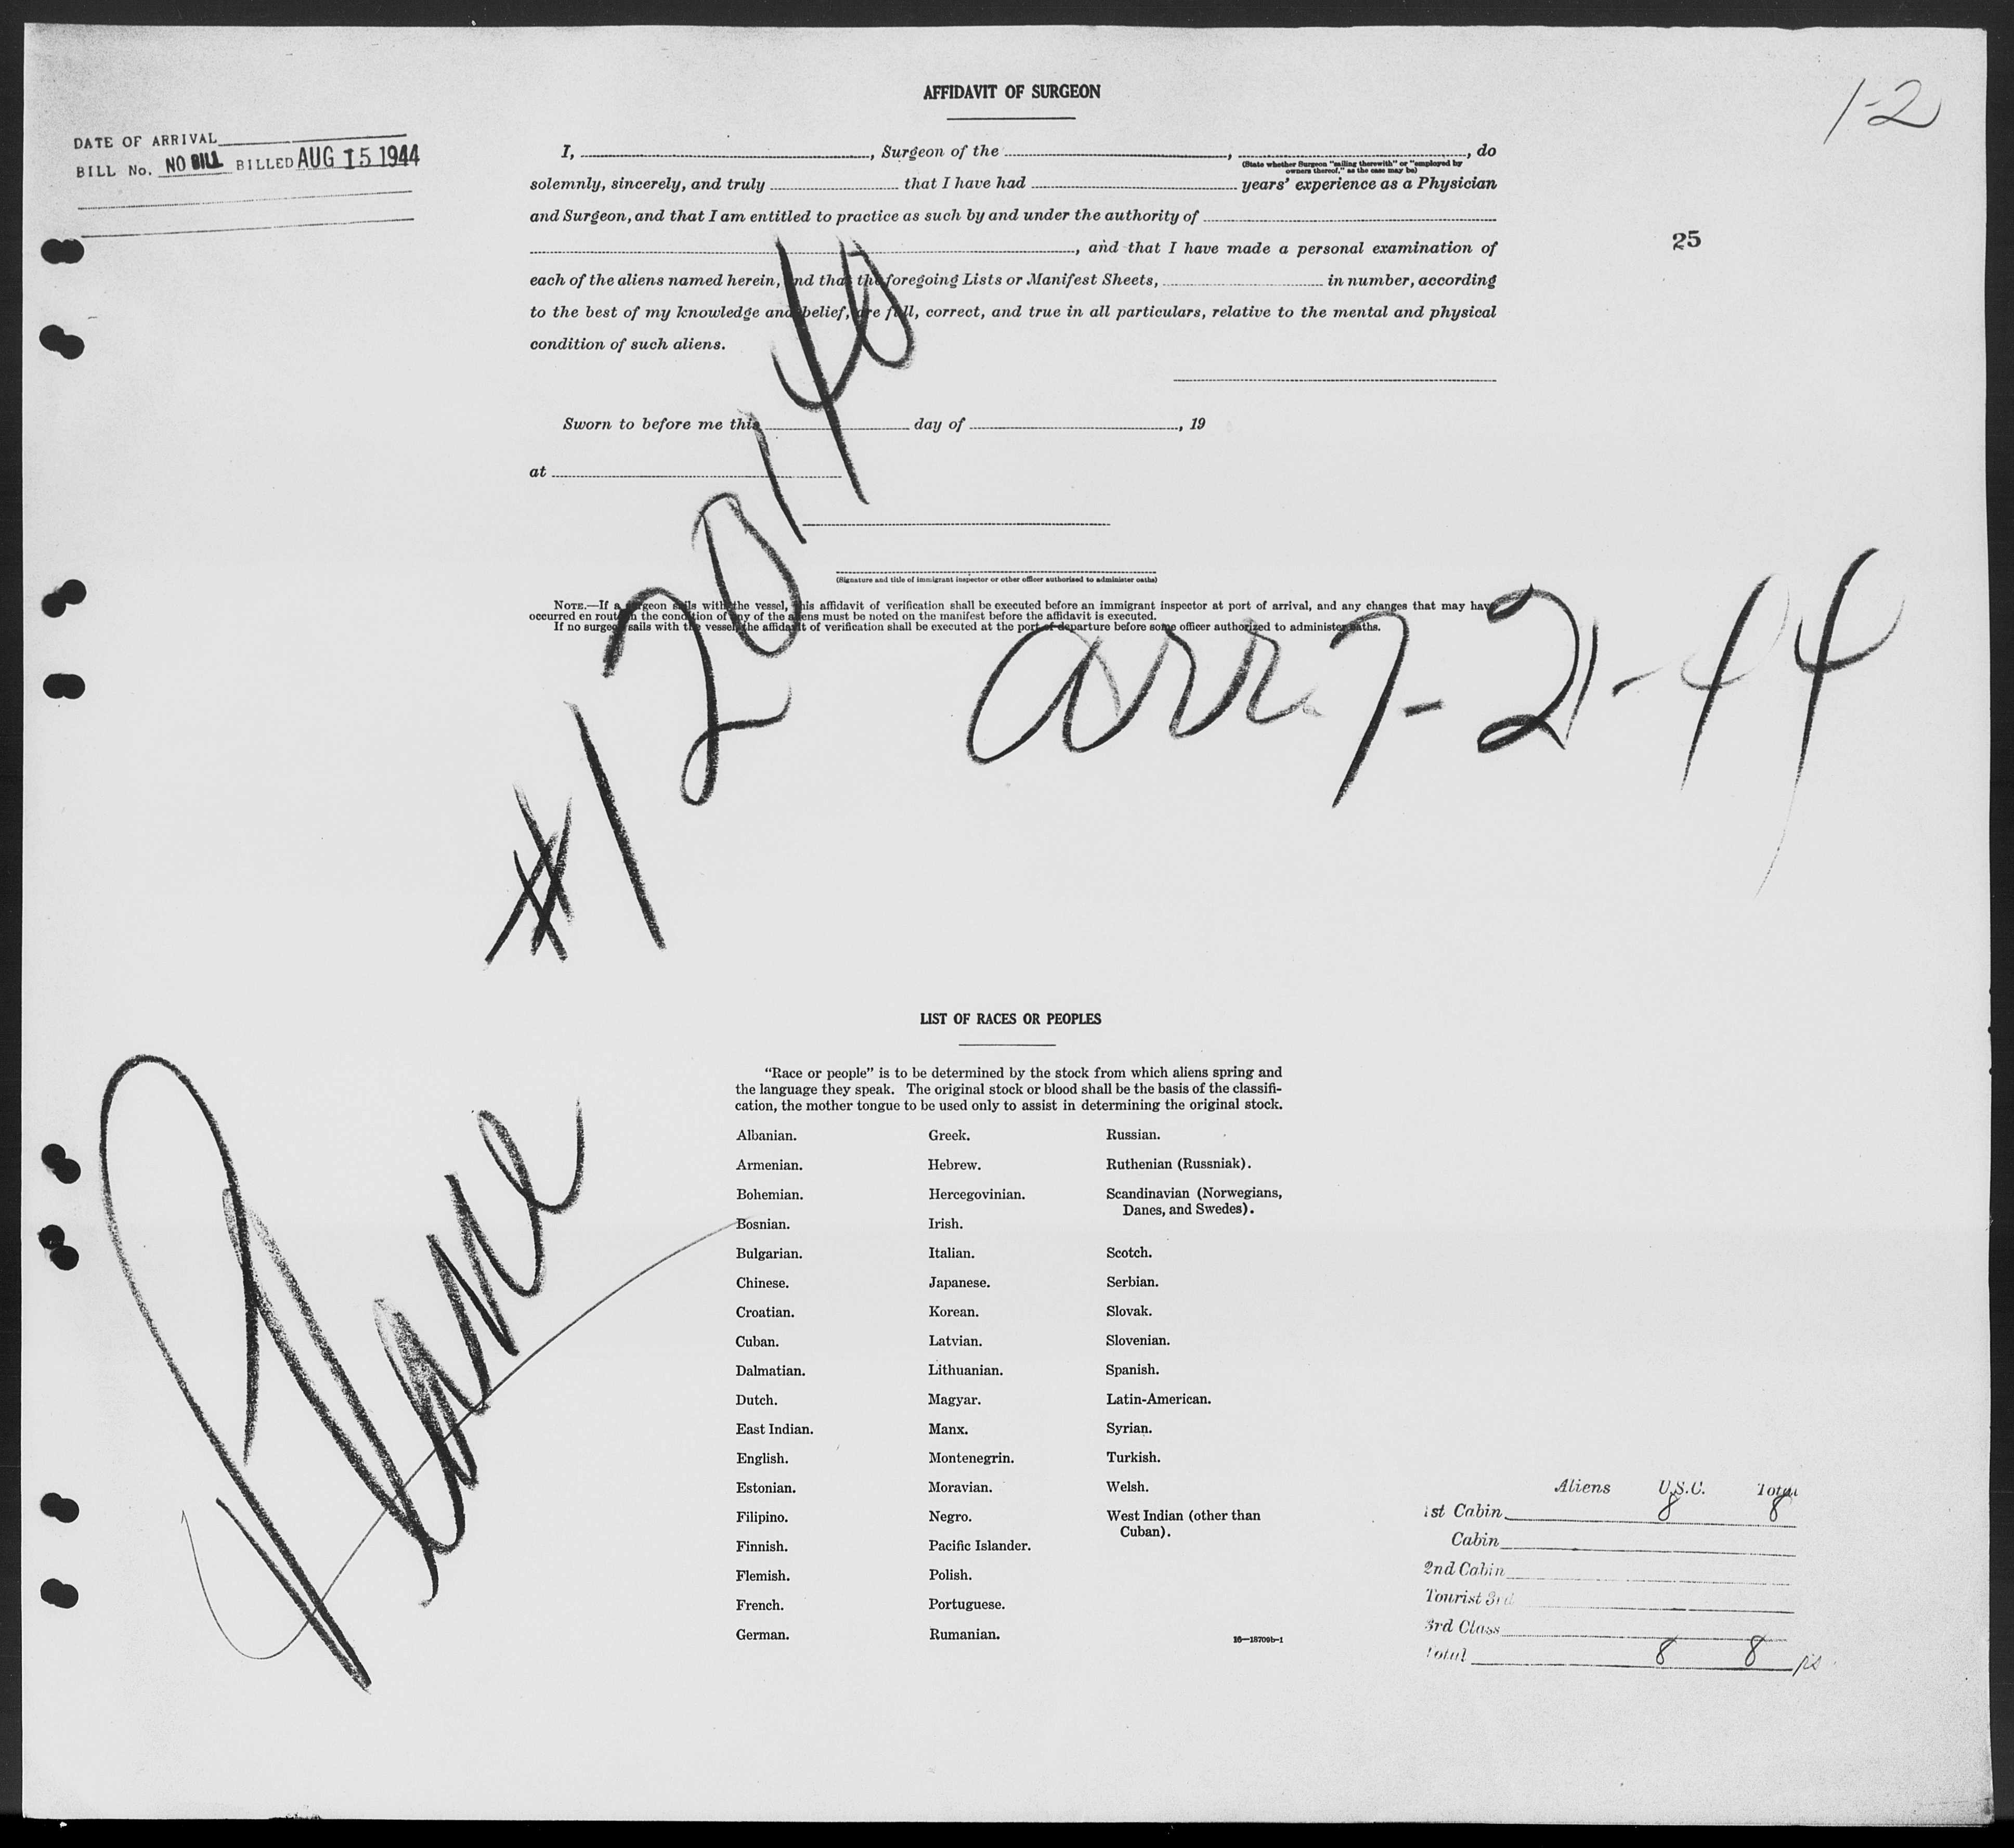 AFFIDAVIT OF SURGEON
1-2
DATE OF ARRIVAL
BILL No. NO BILL BILLED AUG 15 1944
I, , Surgeon of the , , do
(State whether Surgeon "sailing therewith" or "employed by
owners thereof," as the case may be)
solemnly, sincerely, and truly that I have had years' experience as a Physician
and Surgeon, and that I am entitled to practice as such by and under the authority of
, and that I have made a personal examination of
25
each of the aliens named herein, and that the foregoing Lists or Manifest Sheets, in number, according
to the best of my knowledge and belief, are full, correct, and true in all particulars, relative to the mental and physical
condition of such aliens.
Sworn to before me this day of , 19
at
(Signature and title of immigrant inspector or other officer authorized to administer oaths)
NOTE.—If a surgeon sails with the vessel, this affidavit of verification shall be executed before an immigrant inspector at port of arrival, and any changes that may have
occurred en route in the condition of any of the aliens must be noted on the manifest before the affidavit is executed.
If no surgeon sails with the vessel, the affidavit of verification shall be executed at the port of departure before some officer authorized to administer oaths.
#120140
arr. 7-21-44
Plane
LIST OF RACES OR PEOPLES
"Race or people" is to be determined by the stock from which aliens spring and
the language they speak. The original stock or blood shall be the basis of the classifi-
cation, the mother tongue to be used only to assist in determining the original stock.
Albanian. Greek. Russian.
Armenian. Hebrew. Ruthenian (Russniak).
Bohemian. Hercegovinian. Scandinavian (Norwegians,
Danes, and Swedes).
Bosnian. Irish.
Bulgarian. Italian. Scotch.
Chinese. Japanese. Serbian.
Croatian. Korean. Slovak.
Cuban. Latvian. Slovenian.
Dalmatian. Lithuanian. Spanish.
Dutch. Magyar. Latin-American.
East Indian. Manx. Syrian.
English. Montenegrin. Turkish.
Estonian. Moravian. Welsh.
Filipino. Negro. West Indian (other than
Cuban).
Finnish. Pacific Islander.
Flemish. Polish.
French. Portuguese.
German. Rumanian.
16—18709b-1
Aliens U.S.C. Total
1st Cabin 8 8
Cabin
2nd Cabin
Tourist 3rd
3rd Class
Total 8 8